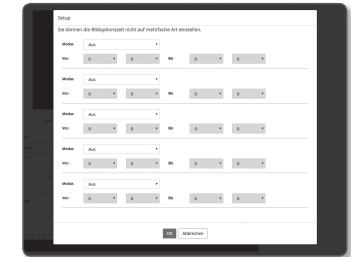 Setup
Sie können die Bildoptionszeit nicht auf mehrfache Art einstellen.
Modus Aus
Von 0 0 Bis 0 0
Modus Aus
Von 0 0 Bis 0 0
Modus Aus
Von 0 0 Bis 0 0
Modus Aus
Von 0 0 Bis 0 0
Modus Aus
Von 0 0 Bis 0 0
OK Abbrechen